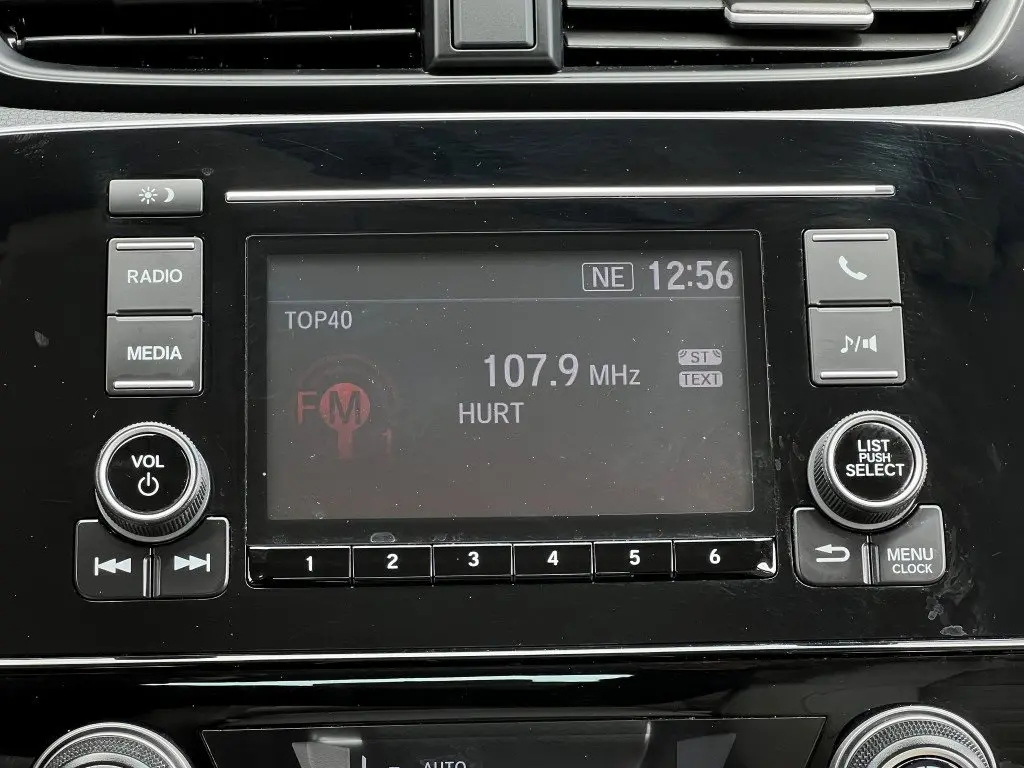 RADIO
MEDIA
VOL
NE 12:56
TOP40
107.9 MHz
ST
TEXT
FM 1
HURT
1 2 3 4 5 6
LIST
PUSH
SELECT
MENU
CLOCK
AUTO